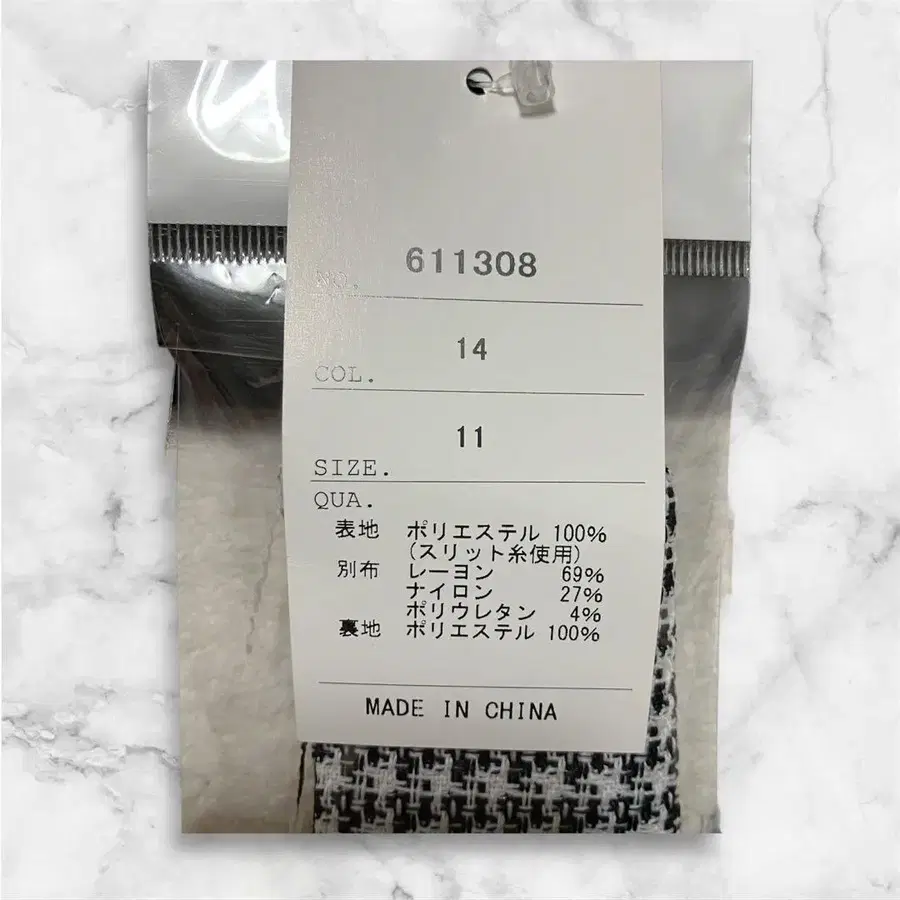 NO. 611308
COL. 14
SIZE. 11
QUA.
表地 ポリエステル 100%
(スリット糸使用)
別布 レーヨン 69%
ナイロン 27%
ポリウレタン 4%
裏地 ポリエステル 100%
MADE IN CHINA